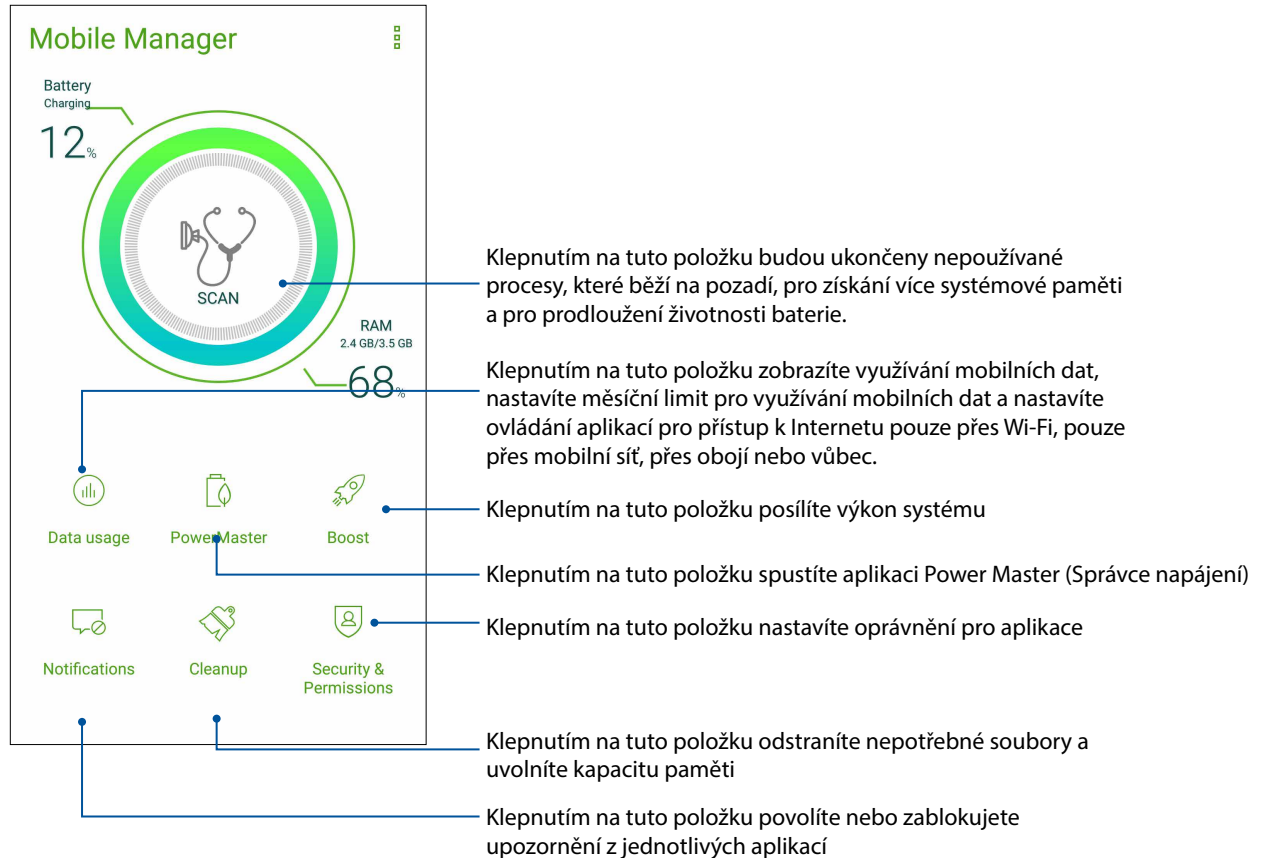 Mobile Manager
Battery
Charging
12%
SCAN
RAM
2.4 GB/3.5 GB
68%
Data usage
PowerMaster
Boost
Notifications
Cleanup
Security &
Permissions
Klepnutím na tuto položku budou ukončeny nepoužívané
procesy, které běží na pozadí, pro získání více systémové paměti
a pro prodloužení životnosti baterie.
Klepnutím na tuto položku zobrazíte využívání mobilních dat,
nastavíte měsíční limit pro využívání mobilních dat a nastavíte
ovládání aplikací pro přístup k Internetu pouze přes Wi-Fi, pouze
přes mobilní síť, přes obojí nebo vůbec.
Klepnutím na tuto položku posílíte výkon systému
Klepnutím na tuto položku spustíte aplikaci Power Master (Správce napájení)
Klepnutím na tuto položku nastavíte oprávnění pro aplikace
Klepnutím na tuto položku odstraníte nepotřebné soubory a
uvolníte kapacitu paměti
Klepnutím na tuto položku povolíte nebo zablokujete
upozornění z jednotlivých aplikací